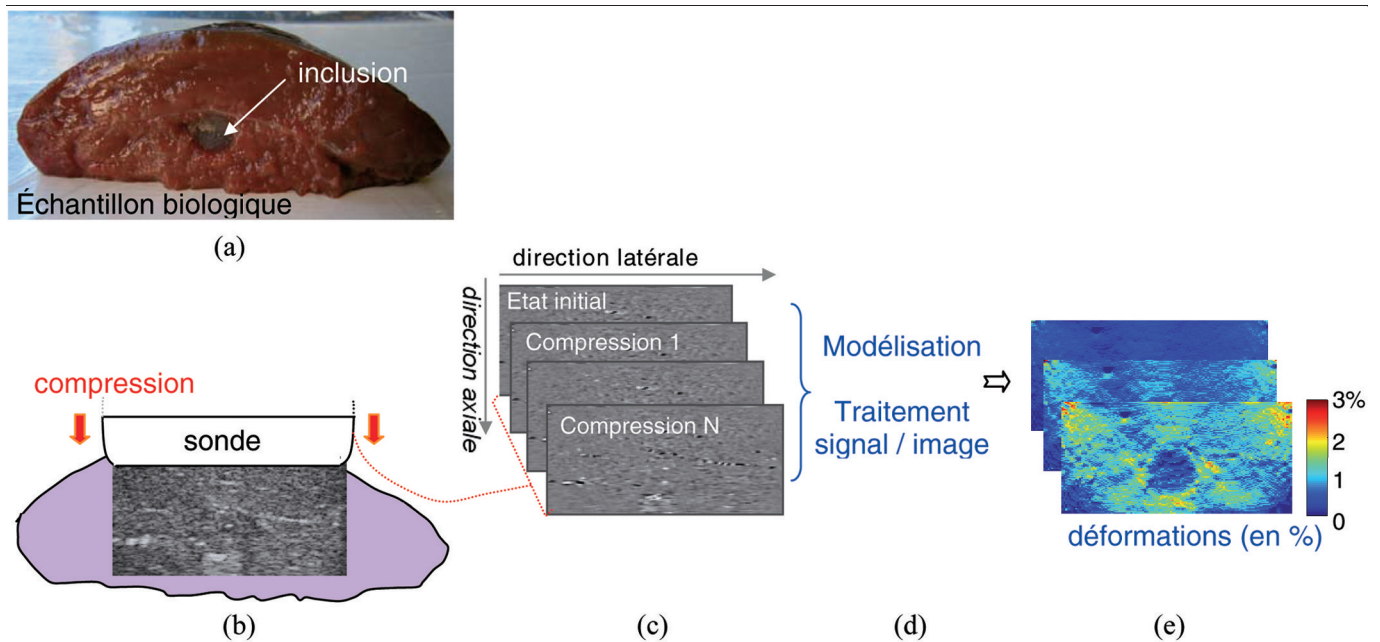 inclusion
Échantillon biologique
(a)
compression
sonde
(b)
direction latérale
direction axiale
Etat initial
Compression 1
Compression N
(c)
Modélisation
Traitement
signal / image
(d)
3%
2
1
0
déformations (en %)
(e)